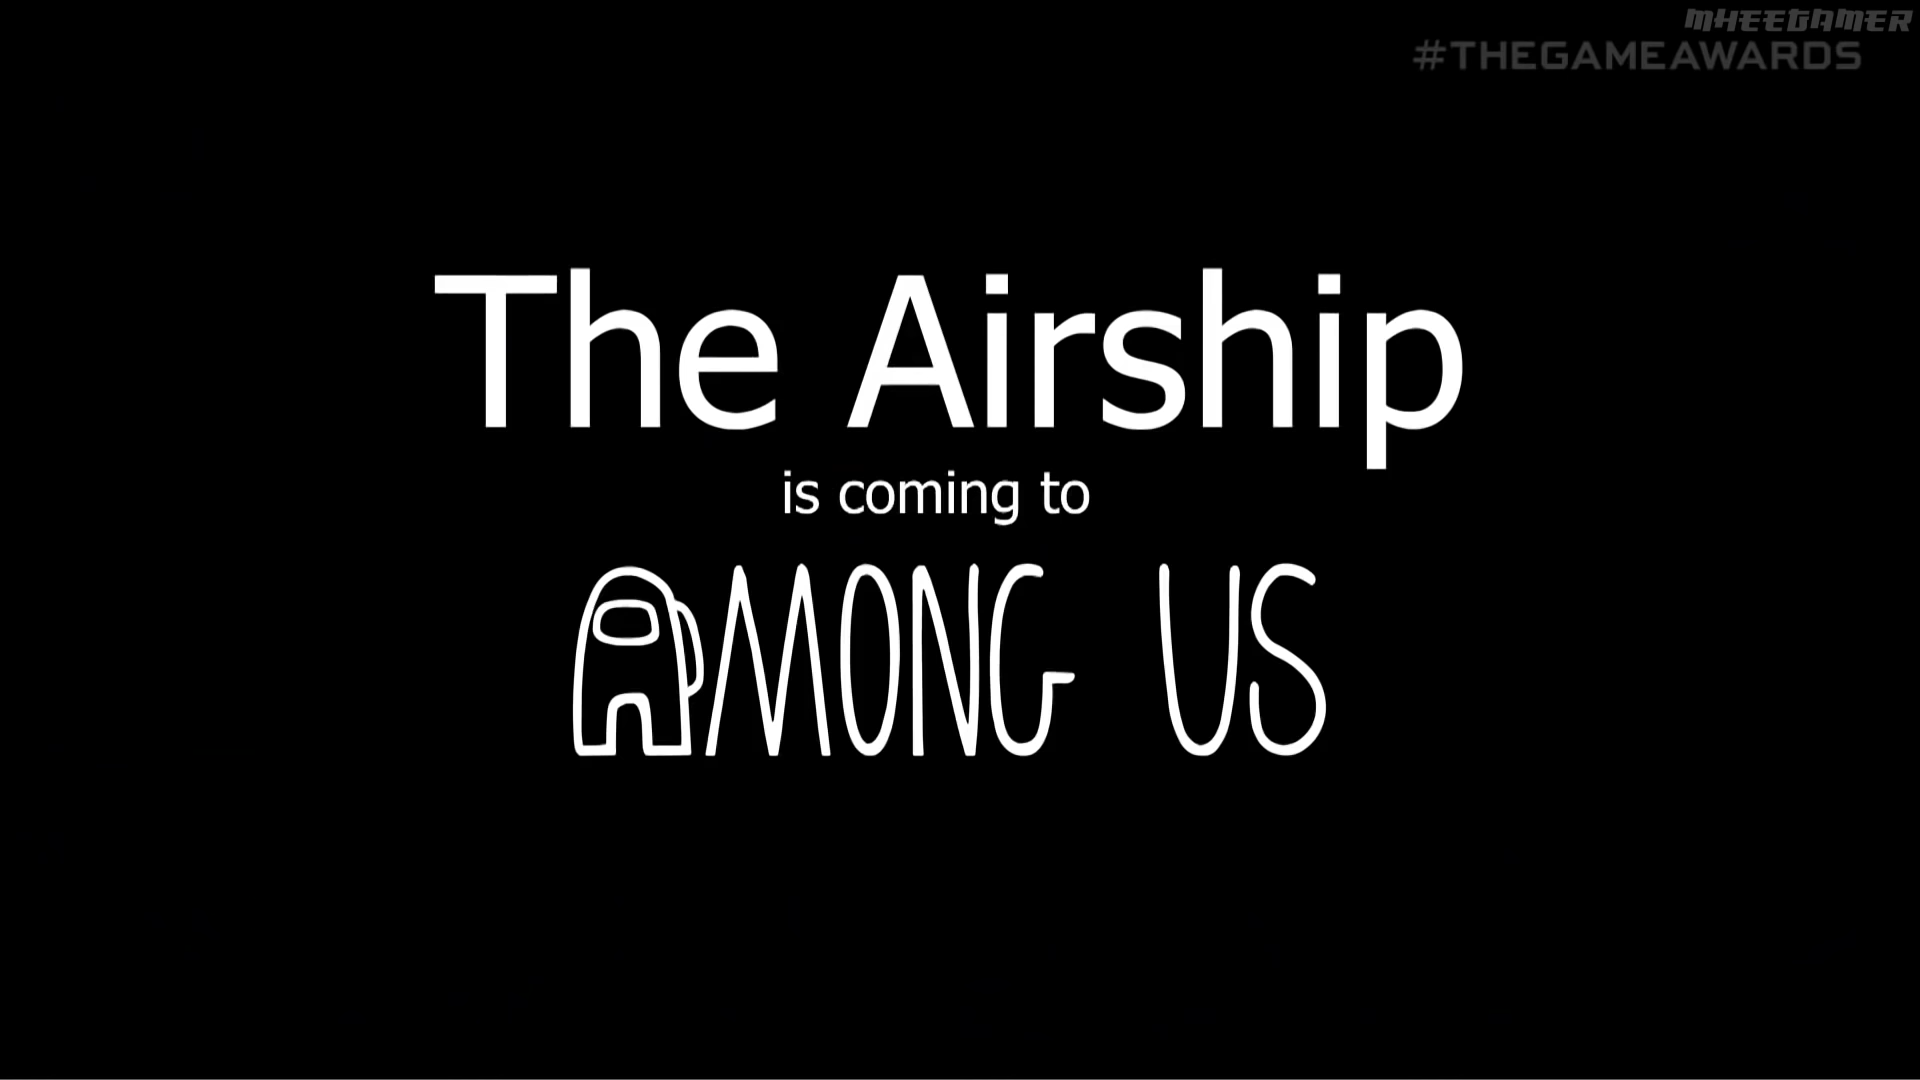 MHEEGAMER
#THEGAMEAWARDS
The Airship
is coming to
AMONG US